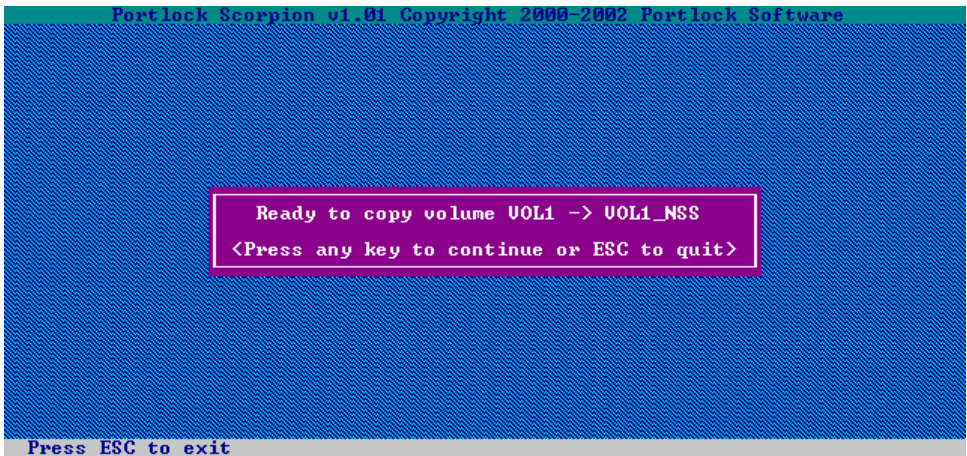 Portlock Scorpion v1.01 Copyright 2000-2002 Portlock Software
Ready to copy volume VOL1 -> VOL1_NSS
<Press any key to continue or ESC to quit>
Press ESC to exit